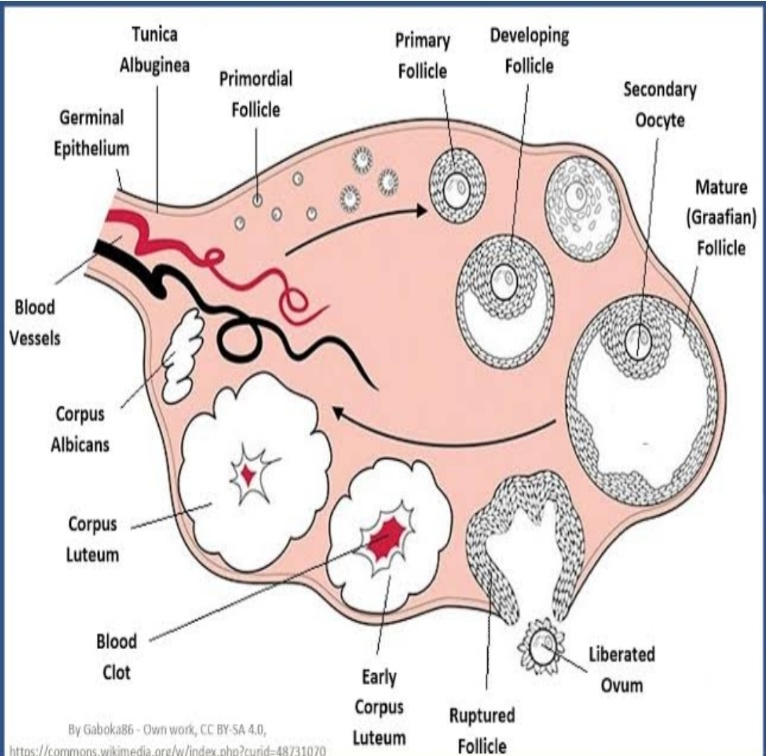 Tunica
Albuginea
Primordial
Follicle
Primary
Follicle
Developing
Follicle
Secondary
Oocyte
Germinal
Epithelium
Mature
(Graafian)
Follicle
Blood
Vessels
Corpus
Albicans
Corpus
Luteum
Blood
Clot
Early
Corpus
Luteum
Ruptured
Follicle
Liberated
Ovum
By Gaboka86 - Own work, CC BY-SA 4.0,
https://commons.wikimedia.org/w/index.php?curid=48731070